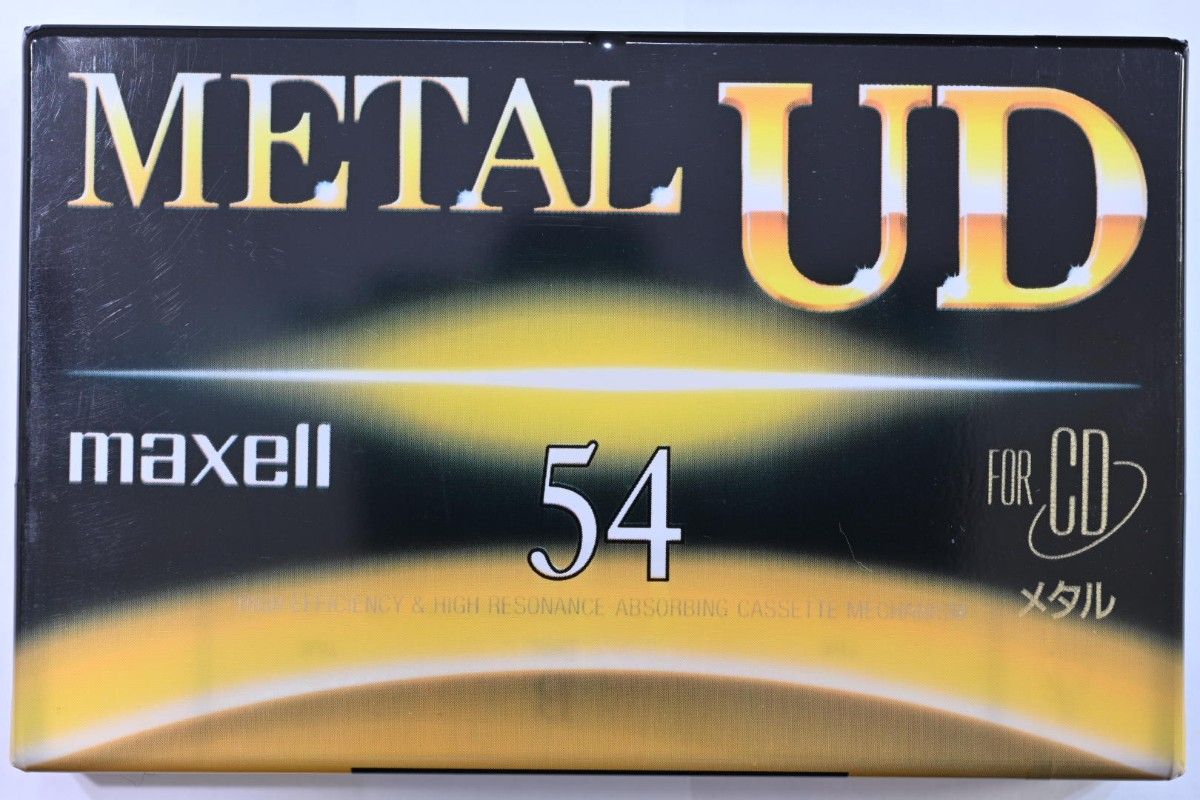 METAL UD
maxell
54
FOR CD
メタル
HIGH EFFICIENCY & HIGH RESONANCE ABSORBING CASSETTE MECHANISM